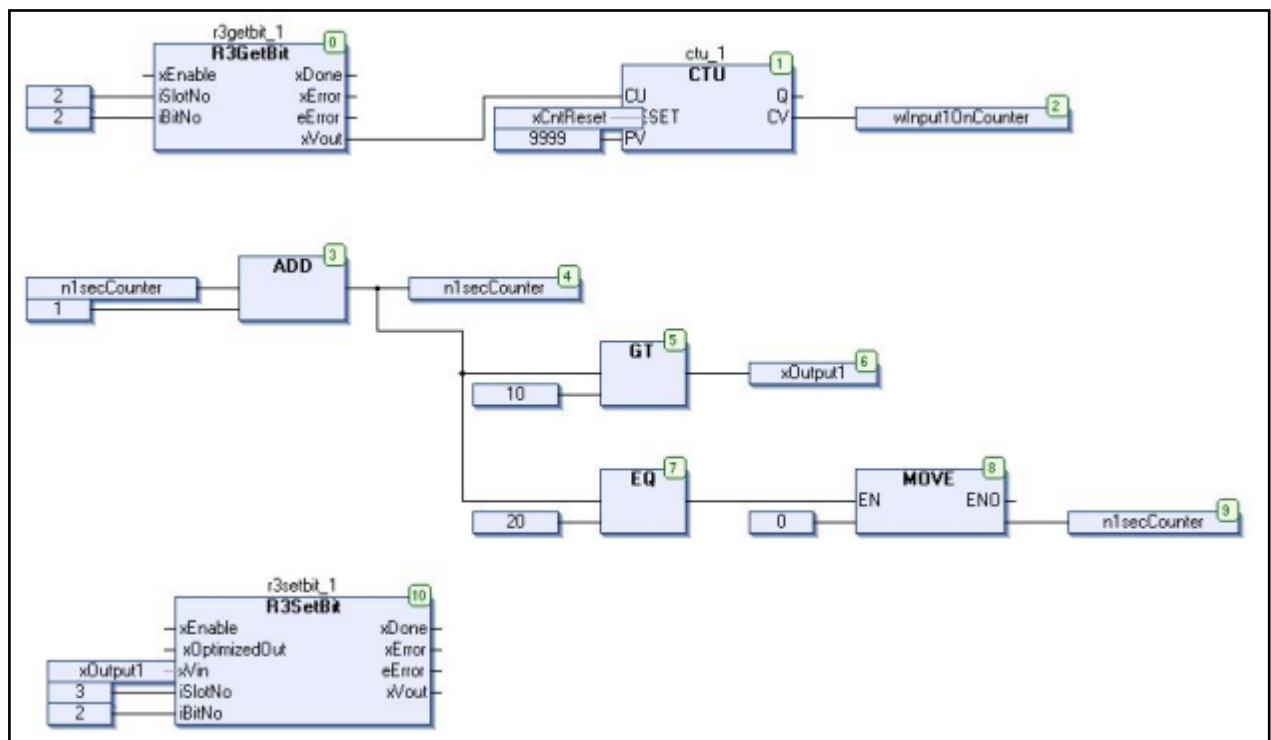 r3getbit_1
0
R3GetBit
xEnable xDone
2 iSlotNo xError
2 iBitNo eError
xVout
ctu_1
1
CTU
CU Q
xCntReset ESET CV
9999 PV
2
wInput1OnCounter
3
ADD
n1secCounter
1
4
n1secCounter
5
GT
10
6
xOutput1
7
EQ
20
8
MOVE
EN ENO
0
9
n1secCounter
r3setbit_1
10
R3SetBit
xEnable xDone
xOptimizedOut xError
xOutput1 xVin eError
3 iSlotNo xVout
2 iBitNo